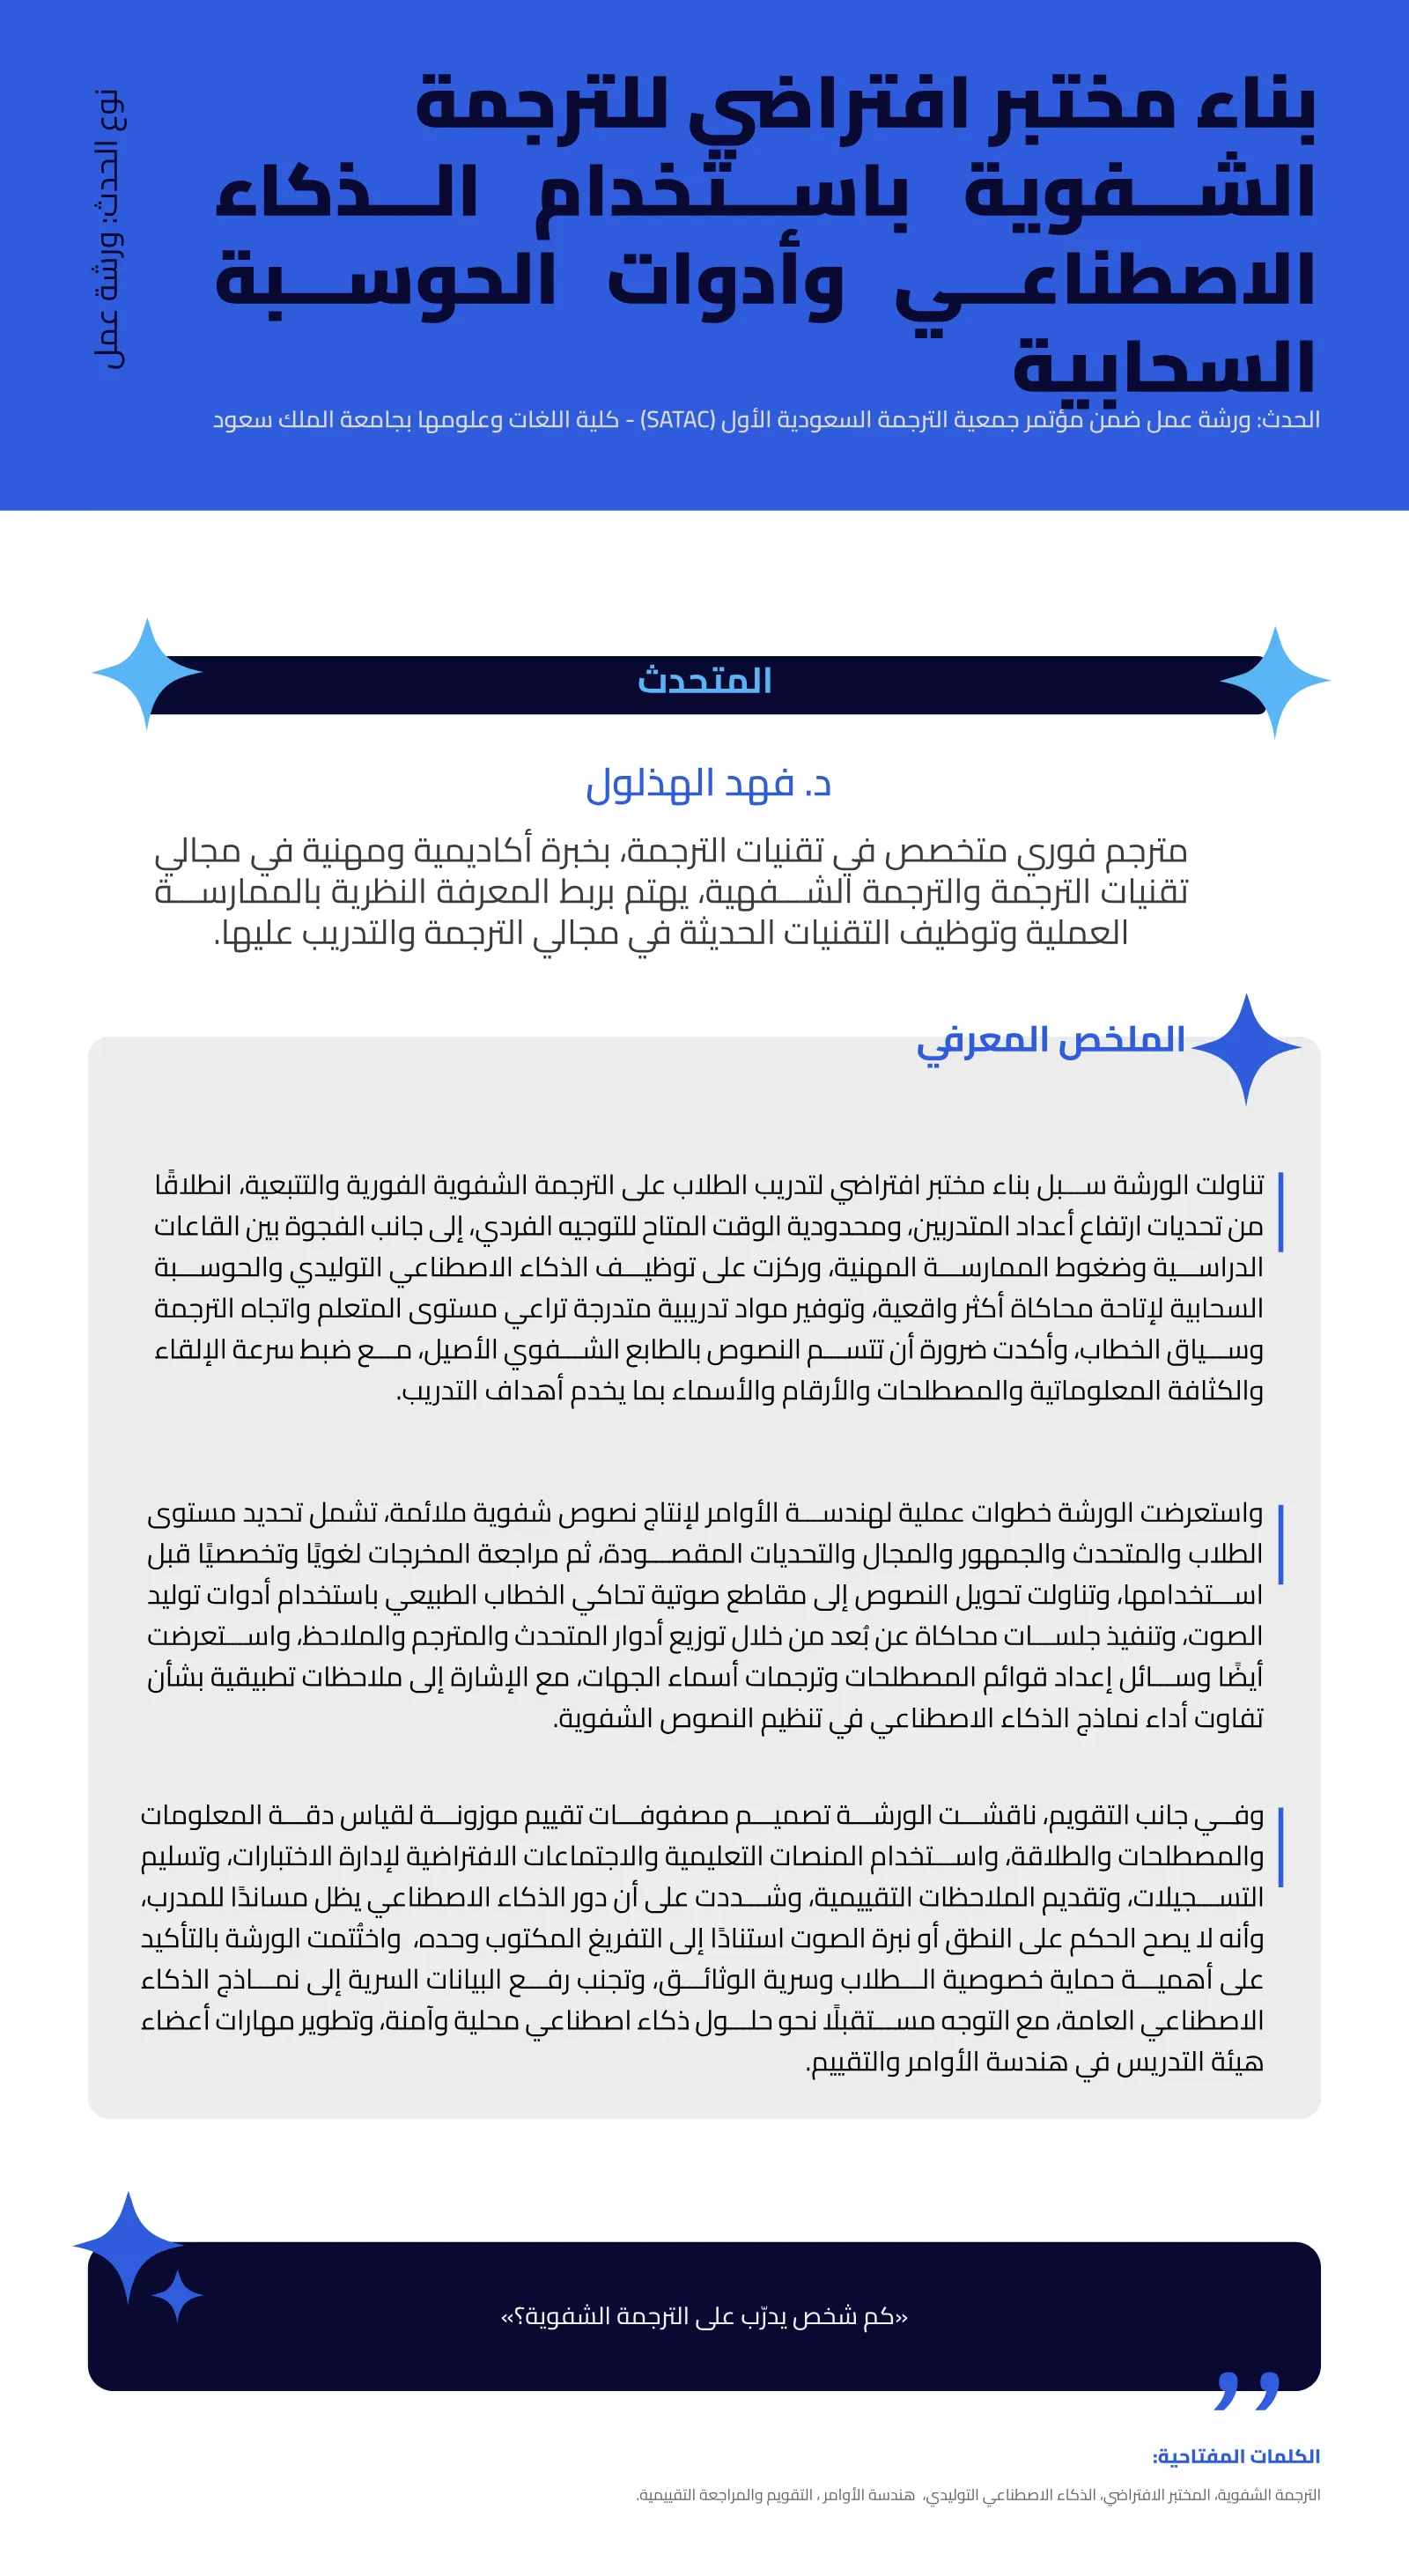 بناء مختبر افتراضي للترجمة
الشفوية باستخدام الذكاء
الاصطناعي وأدوات الحوسبة
السحابية
الحدث: ورشة عمل ضمن مؤتمر جمعية الترجمة السعودية الأول (SATAC) - كلية اللغات وعلومها بجامعة الملك سعود
نوع الحدث: ورشة عمل
المتحدث
د. فهد الهذلول
مترجم فوري متخصص في تقنيات الترجمة، بخبرة أكاديمية ومهنية في مجالي
تقنيات الترجمة والترجمة الشفهية، يهتم بربط المعرفة النظرية بالممارسة
العملية وتوظيف التقنيات الحديثة في مجالي الترجمة والتدريب عليها.
الملخص المعرفي
تناولت الورشة سبل بناء مختبر افتراضي لتدريب الطلاب على الترجمة الشفوية الفورية والتتبعية، انطلاقًا
من تحديات ارتفاع أعداد المتدربين، ومحدودية الوقت المتاح للتوجيه الفردي، إلى جانب الفجوة بين القاعات
الدراسية وضغوط الممارسة المهنية، وركزت على توظيف الذكاء الاصطناعي التوليدي والحوسبة
السحابية لإتاحة محاكاة أكثر واقعية، وتوفير مواد تدريبية متدرجة تراعي مستوى المتعلم واتجاه الترجمة
وسياق الخطاب، وأكدت ضرورة أن تتسم النصوص بالطابع الشفوي الأصيل، مع ضبط سرعة الإلقاء
والكثافة المعلوماتية والمصطلحات والأرقام والأسماء بما يخدم أهداف التدريب.
واستعرضت الورشة خطوات عملية لهندسة الأوامر لإنتاج نصوص شفوية ملائمة، تشمل تحديد مستوى
الطلاب والمتحدث والجمهور والمجال والتحديات المقصودة، ثم مراجعة المخرجات لغويًا وتخصصيًا قبل
استخدامها، وتناولت تحويل النصوص إلى مقاطع صوتية تحاكي الخطاب الطبيعي باستخدام أدوات توليد
الصوت، وتنفيذ جلسات محاكاة عن بُعد من خلال توزيع أدوار المتحدث والمترجم والملاحظ، واستعرضت
أيضًا وسائل إعداد قوائم المصطلحات وترجمات أسماء الجهات، مع الإشارة إلى ملاحظات تطبيقية بشأن
تفاوت أداء نماذج الذكاء الاصطناعي في تنظيم النصوص الشفوية.
وفي جانب التقويم، ناقشت الورشة تصميم مصفوفات تقييم موزونة لقياس دقة المعلومات
والمصطلحات والطلاقة، واستخدام المنصات التعليمية والاجتماعات الافتراضية لإدارة الاختبارات، وتسليم
التسجيلات، وتقديم الملاحظات التقييمية، وشددت على أن دور الذكاء الاصطناعي يظل مساندًا للمدرب،
وأنه لا يصح الحكم على النطق أو نبرة الصوت استنادًا إلى التفريغ المكتوب وحده، واختُتمت الورشة بالتأكيد
على أهمية حماية خصوصية الطلاب وسرية الوثائق، وتجنب رفع البيانات السرية إلى نماذج الذكاء
الاصطناعي العامة، مع التوجه مستقبلًا نحو حلول ذكاء اصطناعي محلية وآمنة، وتطوير مهارات أعضاء
هيئة التدريس في هندسة الأوامر والتقييم.
«كم شخص يدرّب على الترجمة الشفوية؟»
الكلمات المفتاحية:
الترجمة الشفوية، المختبر الافتراضي، الذكاء الاصطناعي التوليدي، هندسة الأوامر ، التقويم والمراجعة التقييمية.